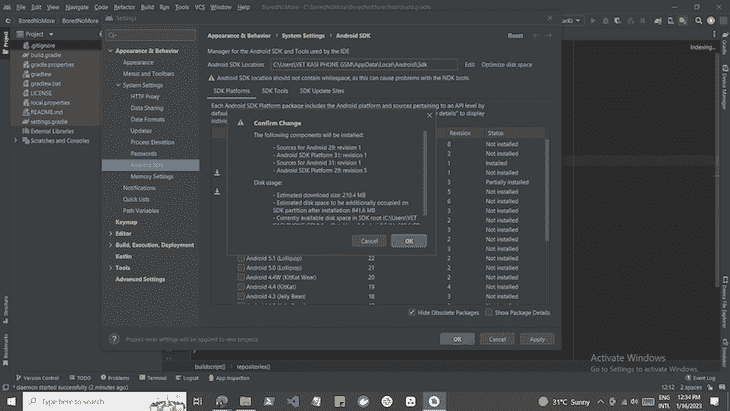 File Edit View Navigate Code Refactor Build Run Tools VCS Window Help
BoredNoMore
Settings
Project
Appearance & Behavior > System Settings > Android SDK
Reset
Manager for the Android SDK and Tools used by the IDE
Android SDK Location: C:\Users\VET KASI PHONE GSM\AppData\Local\Android\Sdk Edit Optimize disk space
Android SDK location should not contain whitespace, as this can cause problems with the NDK tools.
SDK Platforms SDK Tools SDK Update Sites
Each Android SDK Platform package includes the Android platform and sources pertaining to an API level by
Indexing...
.gitignore
build.gradle
gradle.properties
gradlew
gradlew.bat
LICENSE
local.properties
README.md
settings.gradle
External Libraries
Scratches and Consoles
Appearance & Behavior
Appearance
Menus and Toolbars
System Settings
HTTP Proxy
Data Sharing
Date Formats
Updates
Process Elevation
Passwords
Android SDK
Memory Settings
Notifications
Quick Lists
Path Variables
Keymap
Editor
Build, Execution, Deployment
Kotlin
Tools
Advanced Settings
Confirm Change
The following components will be installed:
- Sources for Android 29: revision 1
- Android SDK Platform 31: revision 1
- Sources for Android 31: revision 1
- Android SDK Platform 29: revision 5
Disk usage:
- Estimated download size: 210.4 MB
- Estimated disk space to be additionally occupied on
SDK partition after installation: 841.6 MB
- Currently available disk space in SDK root (C:\Users\VET
Cancel OK
Revision Status
8 Not installed
2 Not installed
1 Installed
1 Not installed
3 Partially installed
5 Not installed
6 Not installed
3 Not installed
2 Not installed
3 Not installed
2 Not installed
3 Not installed
Android 5.1 (Lollipop) 22 2 Not installed
Android 5.0 (Lollipop) 21 2 Not installed
Android 4.4W (KitKat Wear) 20 2 Not installed
Android 4.4 (KitKat) 19 4 Not installed
Android 4.3 (Jelly Bean) 18 3 Not installed
Hide Obsolete Packages Show Package Details
? Project-level settings will be applied to new projects
OK Cancel Apply
buildscript{} > repositories{}
Activate Windows
Go to Settings to activate Windows.
Version Control TODO Problems Terminal Logcat App Inspection Event Log
* daemon started successfully (2 minutes ago) 12:12 2 spaces
Type here to search
31°C Sunny
ENG
INTL
12:34 PM
1/16/2023
Structure
Bookmarks
Project
Device Manager
Device File Explorer
Emulator